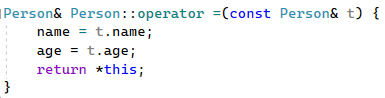 Person& Person::operator =(const Person& t) {
    name = t.name;
    age = t.age;
    return *this;
}